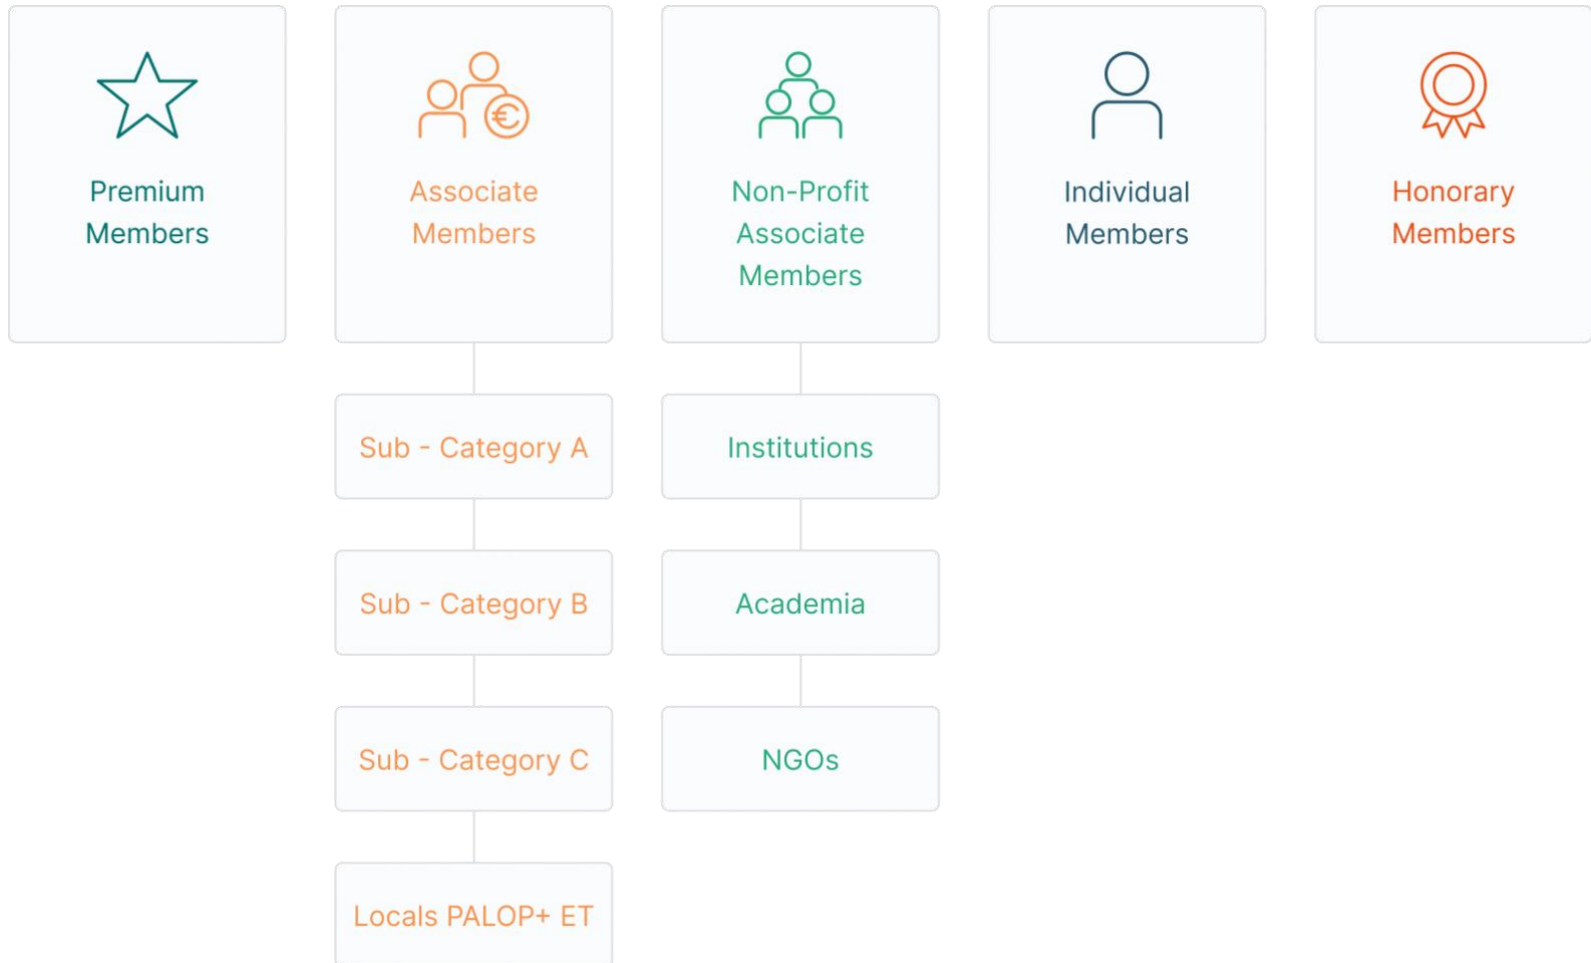 Premium
Members
Associate
Members
Non-Profit
Associate
Members
Individual
Members
Honorary
Members
Sub - Category A
Institutions
Sub - Category B
Academia
Sub - Category C
NGOs
Locals PALOP+ ET